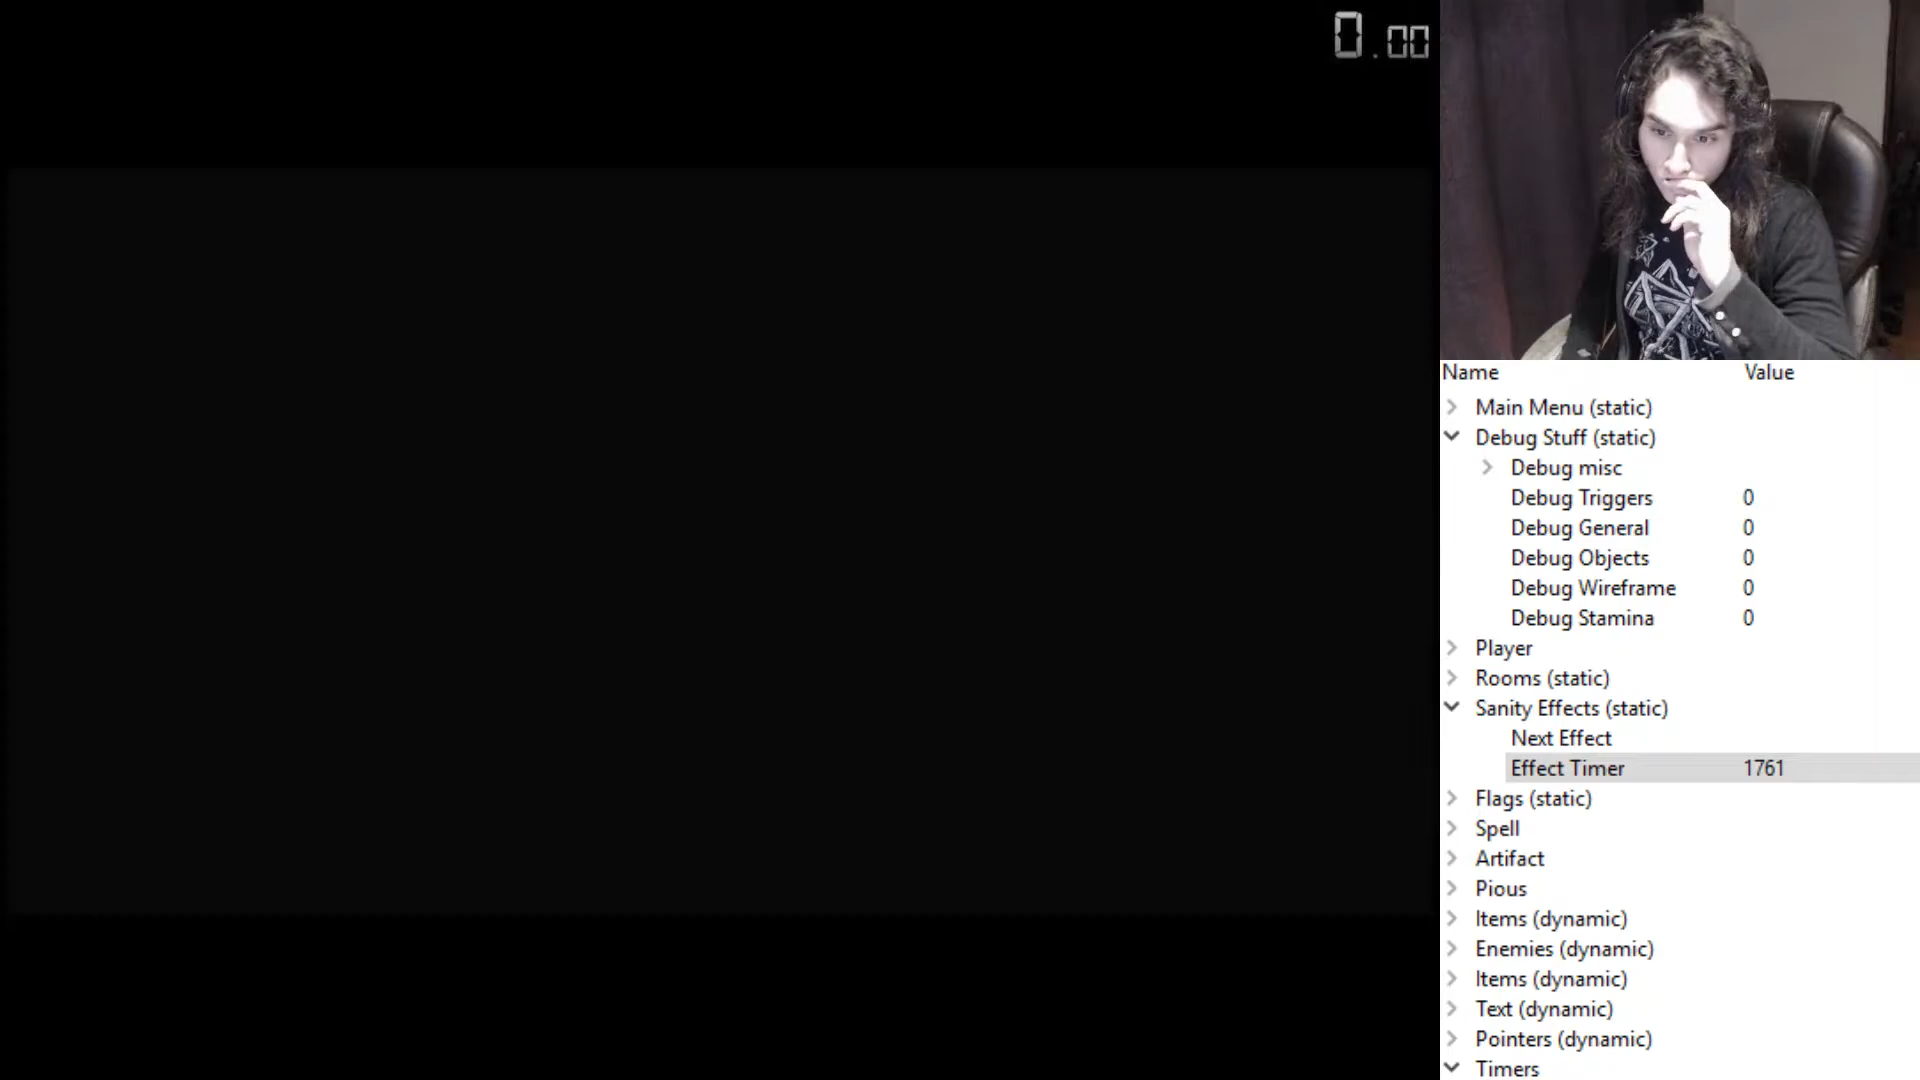 0.00
Name Value
Main Menu (static)
Debug Stuff (static)
Debug misc
Debug Triggers 0
Debug General 0
Debug Objects 0
Debug Wireframe 0
Debug Stamina 0
Player
Rooms (static)
Sanity Effects (static)
Next Effect
Effect Timer 1761
Flags (static)
Spell
Artifact
Pious
Items (dynamic)
Enemies (dynamic)
Items (dynamic)
Text (dynamic)
Pointers (dynamic)
Timers